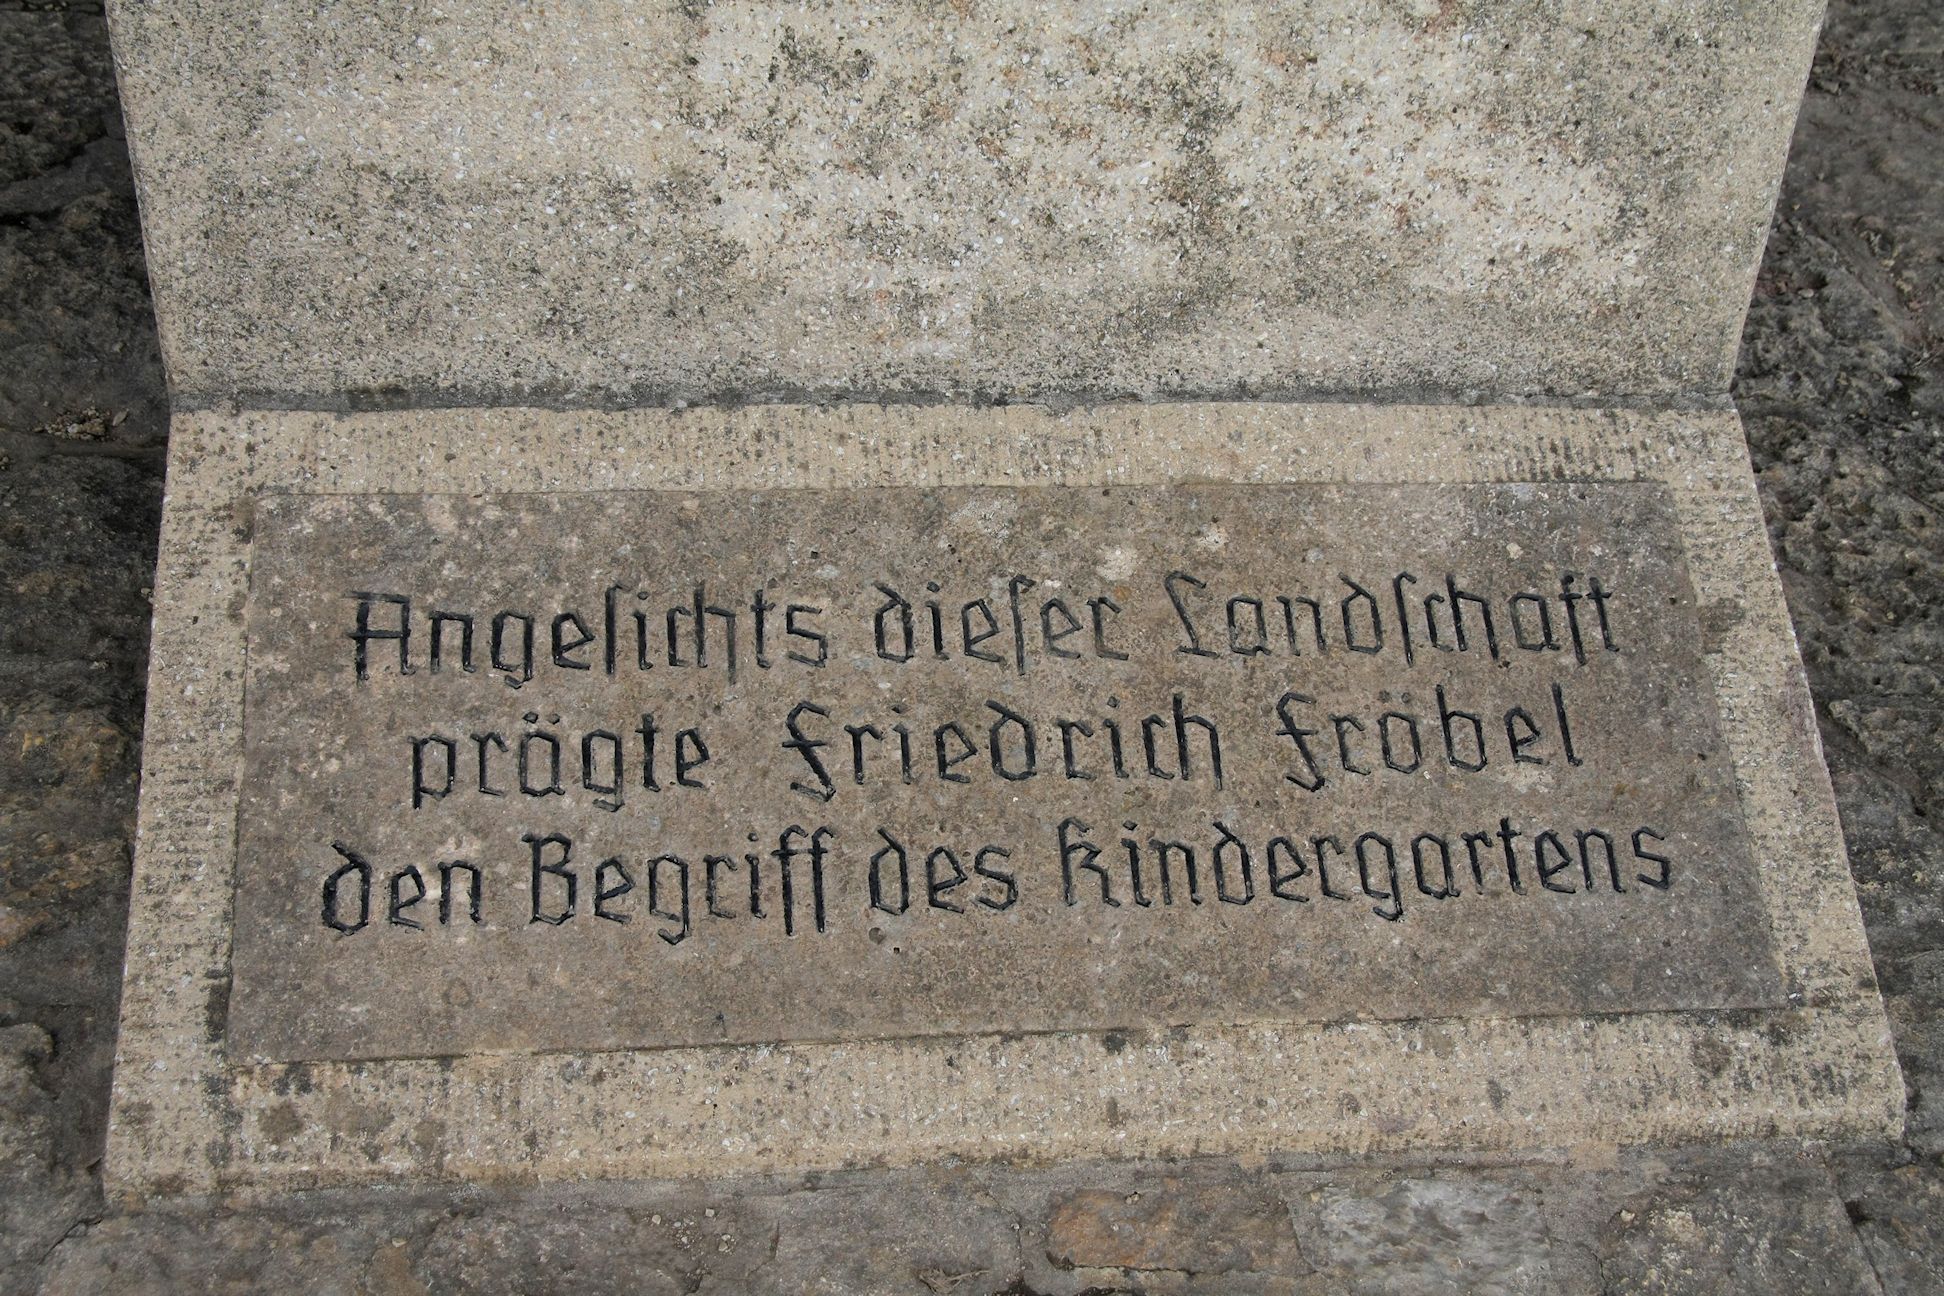 Angeſichts dieſer Landſchaft
prägte Friedrich Fröbel
den Begriff des Kindergartens